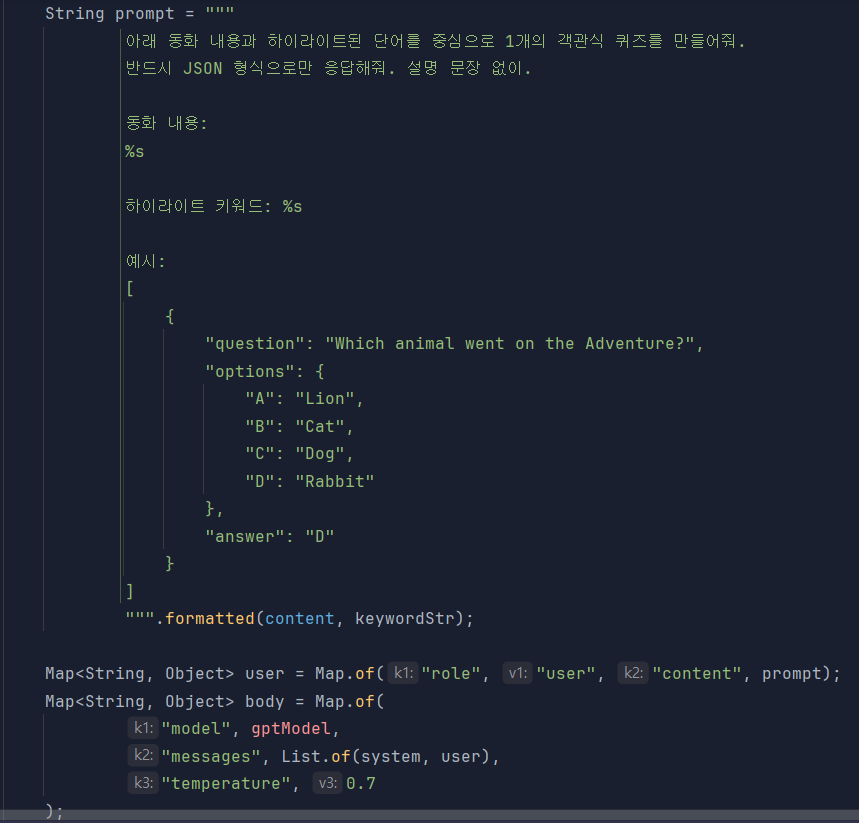 String prompt = """
아래 동화 내용과 하이라이트된 단어를 중심으로 1개의 객관식 퀴즈를 만들어줘.
반드시 JSON 형식으로만 응답해줘. 설명 문장 없이.
동화 내용:
%s
하이라이트 키워드: %s
예시:
[
{
"question": "Which animal went on the Adventure?",
"options": {
"A": "Lion",
"B": "Cat",
"C": "Dog",
"D": "Rabbit"
},
"answer": "D"
}
]
""".formatted(content, keywordStr);
Map<String, Object> user = Map.of( k1: "role", v1: "user", k2: "content", prompt);
Map<String, Object> body = Map.of(
k1: "model", gptModel,
k2: "messages", List.of(system, user),
k3: "temperature", v3: 0.7
);